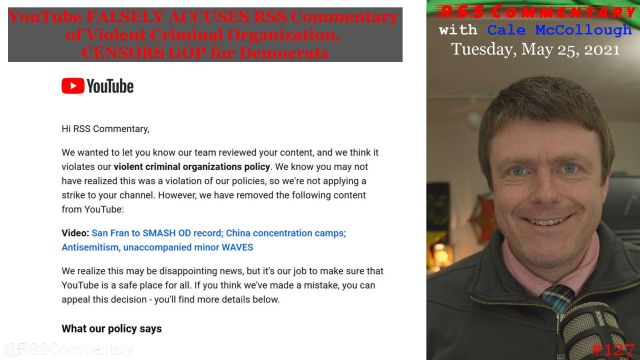 YouTube FALSELY ACCUSES RSS Commentary
of Violent Criminal Organization,
CENSORS GOP for Democrats
RSS Commentary
with Cale McCollough
Tuesday, May 25, 2021
YouTube
Hi RSS Commentary,
We wanted to let you know our team reviewed your content, and we think it
violates our violent criminal organizations policy. We know you may not
have realized this was a violation of our policies, so we're not applying a
strike to your channel. However, we have removed the following content
from YouTube:
Video: San Fran to SMASH OD record; China concentration camps;
Antisemitism, unaccompanied minor WAVES
We realize this may be disappointing news, but it's our job to make sure that
YouTube is a safe place for all. If you think we've made a mistake, you can
appeal this decision - you'll find more details below.
What our policy says
@RSSCommentary
#127